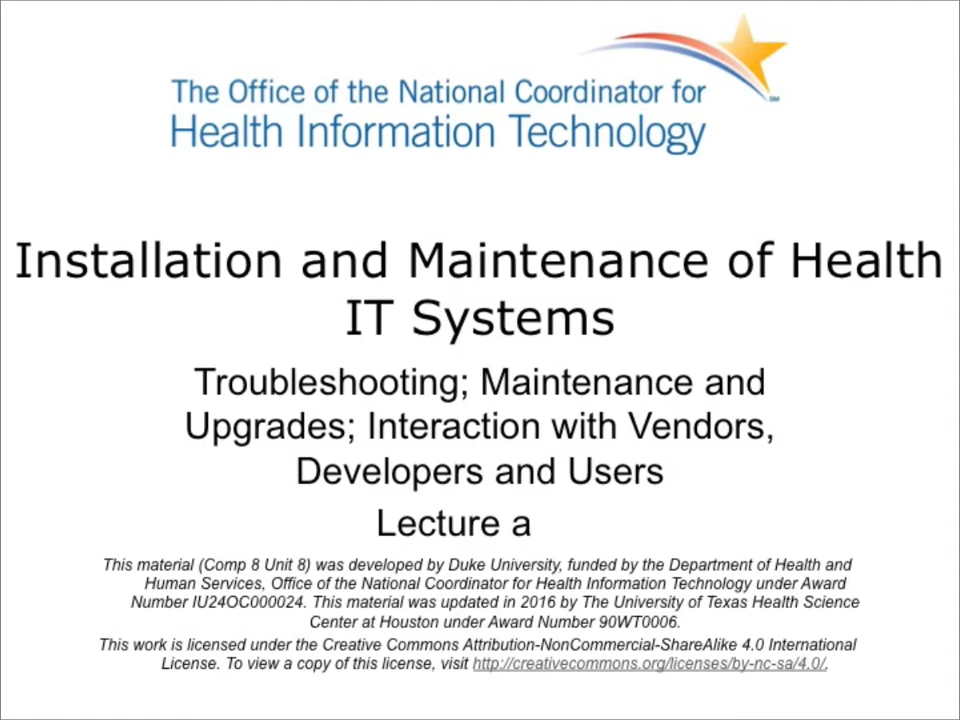 The Office of the National Coordinator for
Health Information Technology
SM
Installation and Maintenance of Health
IT Systems
Troubleshooting; Maintenance and
Upgrades; Interaction with Vendors,
Developers and Users
Lecture a
This material (Comp 8 Unit 8) was developed by Duke University, funded by the Department of Health and
Human Services, Office of the National Coordinator for Health Information Technology under Award
Number IU24OC000024. This material was updated in 2016 by The University of Texas Health Science
Center at Houston under Award Number 90WT0006.
This work is licensed under the Creative Commons Attribution-NonCommercial-ShareAlike 4.0 International
License. To view a copy of this license, visit http://creativecommons.org/licenses/by-nc-sa/4.0/.